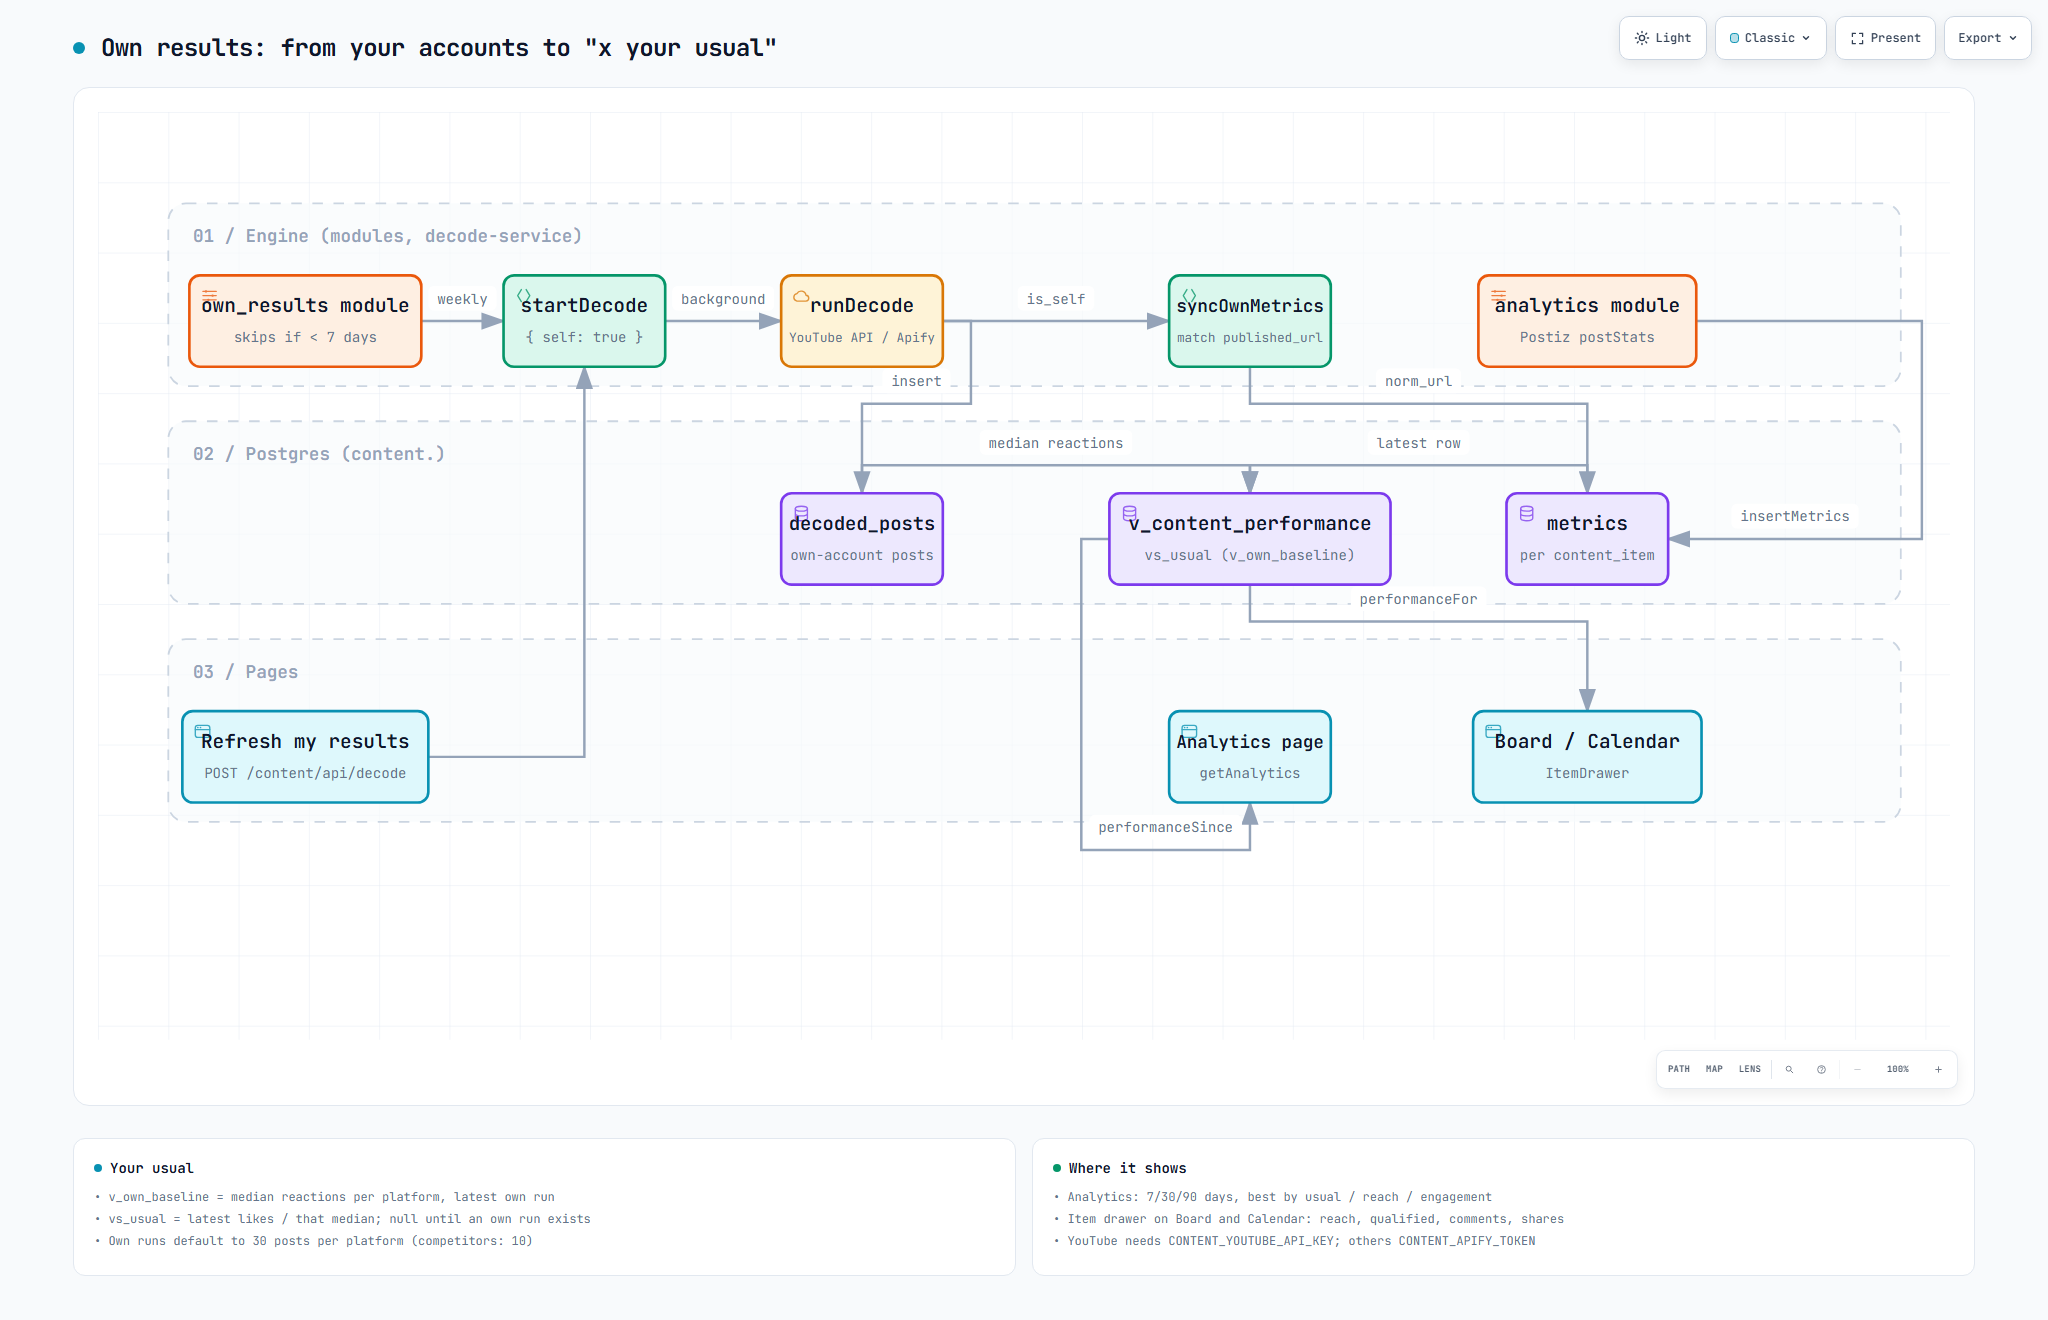 Own results: from your accounts to "x your usual"
Light
Classic
Present
Export
01 / Engine (modules, decode-service)
own_results module
skips if < 7 days
weekly
startDecode
{ self: true }
background
runDecode
YouTube API / Apify
is_self
syncOwnMetrics
match published_url
analytics module
Postiz postStats
insert
norm_url
02 / Postgres (content.)
median reactions
latest row
decoded_posts
own-account posts
v_content_performance
vs_usual (v_own_baseline)
metrics
per content_item
insertMetrics
performanceFor
03 / Pages
Refresh my results
POST /content/api/decode
Analytics page
getAnalytics
Board / Calendar
ItemDrawer
performanceSince
PATH
MAP
LENS
100%
Your usual
• v_own_baseline = median reactions per platform, latest own run
• vs_usual = latest likes / that median; null until an own run exists
• Own runs default to 30 posts per platform (competitors: 10)
Where it shows
• Analytics: 7/30/90 days, best by usual / reach / engagement
• Item drawer on Board and Calendar: reach, qualified, comments, shares
• YouTube needs CONTENT_YOUTUBE_API_KEY; others CONTENT_APIFY_TOKEN